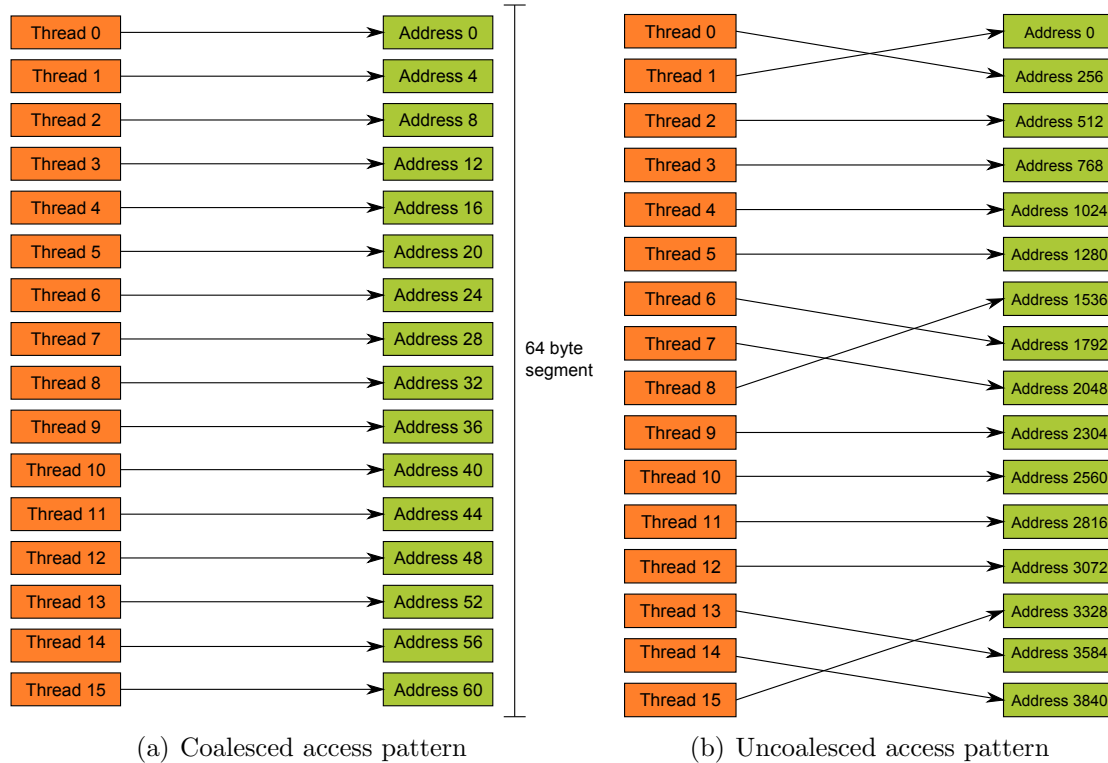 Thread 0
Address 0
Thread 1
Address 4
Thread 2
Address 8
Thread 3
Address 12
Thread 4
Address 16
Thread 5
Address 20
Thread 6
Address 24
Thread 7
Address 28
Thread 8
Address 32
Thread 9
Address 36
Thread 10
Address 40
Thread 11
Address 44
Thread 12
Address 48
Thread 13
Address 52
Thread 14
Address 56
Thread 15
Address 60
64 byte
segment
(a) Coalesced access pattern
Thread 0
Address 0
Thread 1
Address 256
Thread 2
Address 512
Thread 3
Address 768
Thread 4
Address 1024
Thread 5
Address 1280
Thread 6
Address 1536
Thread 7
Address 1792
Thread 8
Address 2048
Thread 9
Address 2304
Thread 10
Address 2560
Thread 11
Address 2816
Thread 12
Address 3072
Thread 13
Address 3328
Thread 14
Address 3584
Thread 15
Address 3840
(b) Uncoalesced access pattern